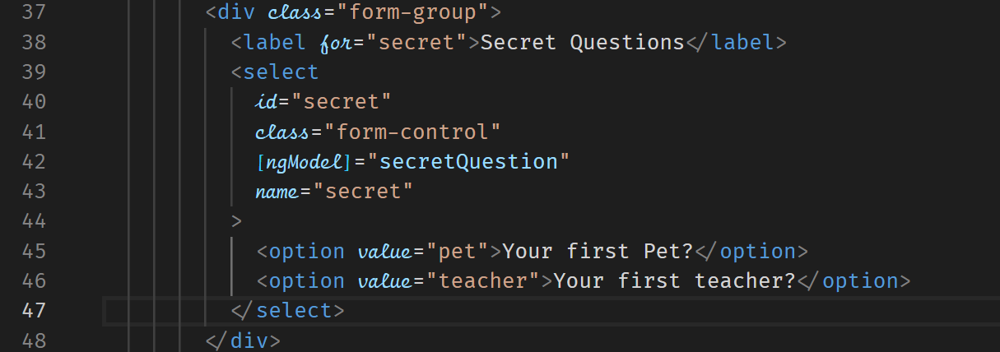 37 <div class="form-group">
38 <label for="secret">Secret Questions</label>
39 <select
40 id="secret"
41 class="form-control"
42 [ngModel]="secretQuestion"
43 name="secret"
44 >
45 <option value="pet">Your first Pet?</option>
46 <option value="teacher">Your first teacher?</option>
47 </select>
48 </div>